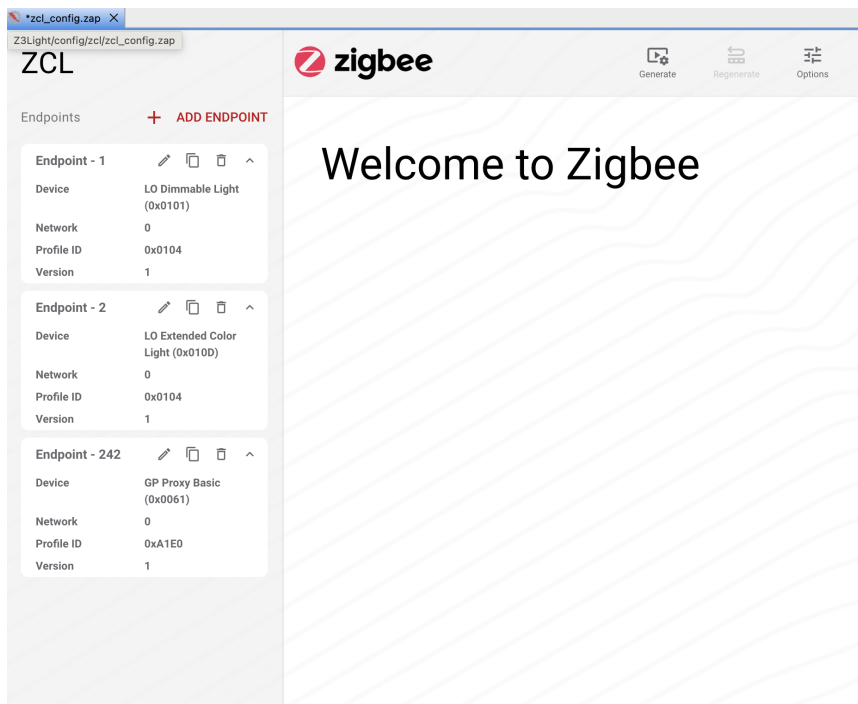 *zcl_config.zap
Z3Light/config/zcl/zcl_config.zap
ZCL
Endpoints
ADD ENDPOINT
Endpoint - 1
Device LO Dimmable Light
(0x0101)
Network 0
Profile ID 0x0104
Version 1
Endpoint - 2
Device LO Extended Color
Light (0x010D)
Network 0
Profile ID 0x0104
Version 1
Endpoint - 242
Device GP Proxy Basic
(0x0061)
Network 0
Profile ID 0xA1E0
Version 1
zigbee
Generate Regenerate Options
Welcome to Zigbee